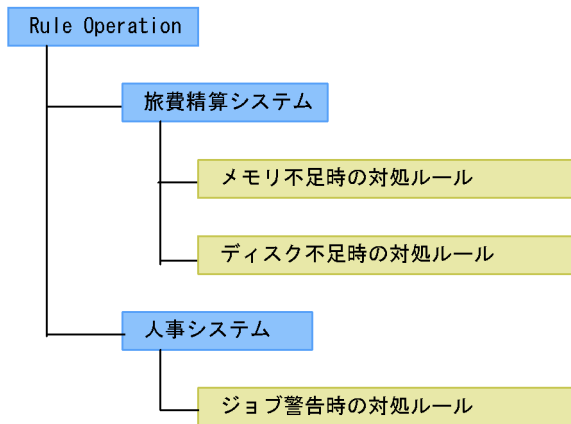 Rule Operation
旅費精算システム
メモリ不足時の対処ルール
ディスク不足時の対処ルール
人事システム
ジョブ警告時の対処ルール